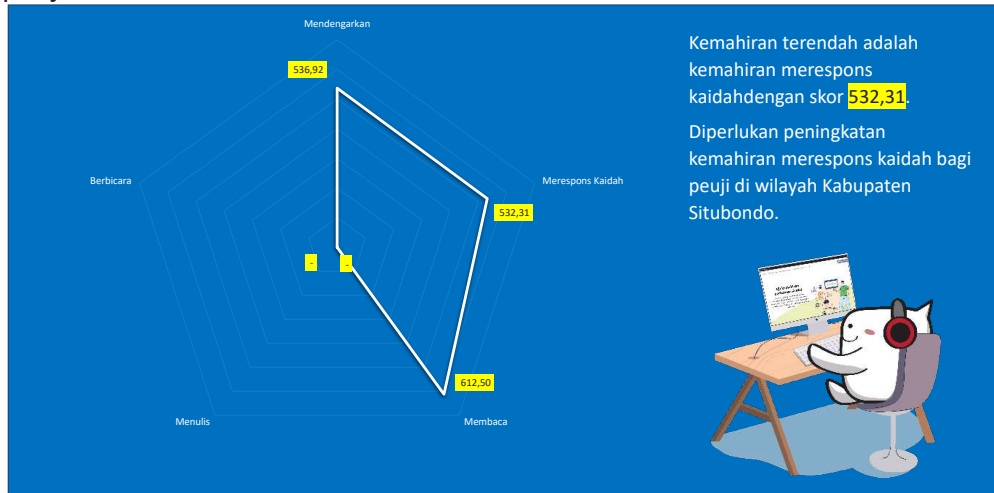 Mendengarkan
536,92
Berbicara
Merespons Kaidah
532,31
-
-
612,50
Menulis
Membaca
Kemahiran terendah adalah
kemahiran merespons
kaidahdengan skor 532,31.
Diperlukan peningkatan
kemahiran merespons kaidah bagi
peuji di wilayah Kabupaten
Situbondo.